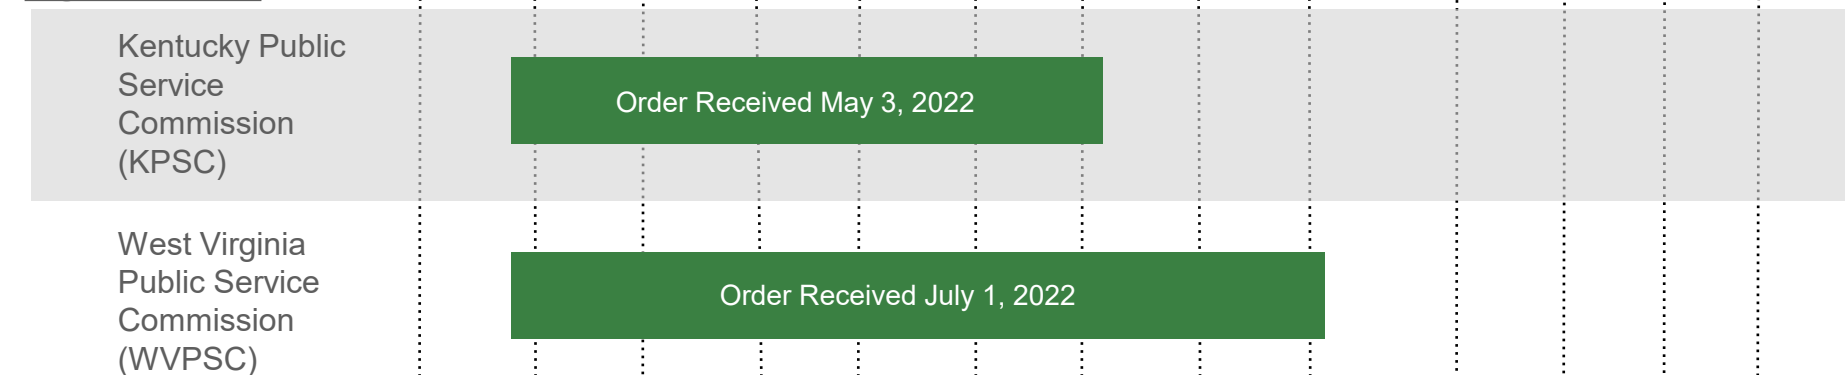 Kentucky Public
Service
Commission
(KPSC)
Order Received May 3, 2022
West Virginia
Public Service
Commission
(WVPSC)
Order Received July 1, 2022